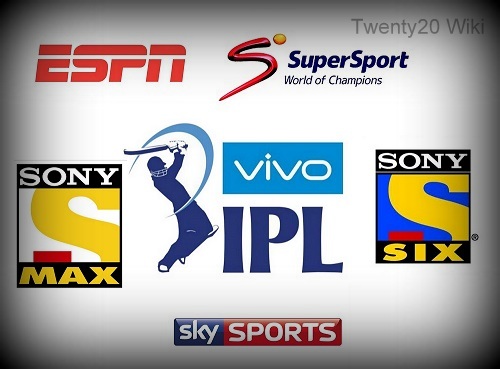 Twenty20 Wiki
ESPN
SuperSport
World of Champions
SONY
MAX
vivo
IPL
SONY
SIX®
sky SPORTS